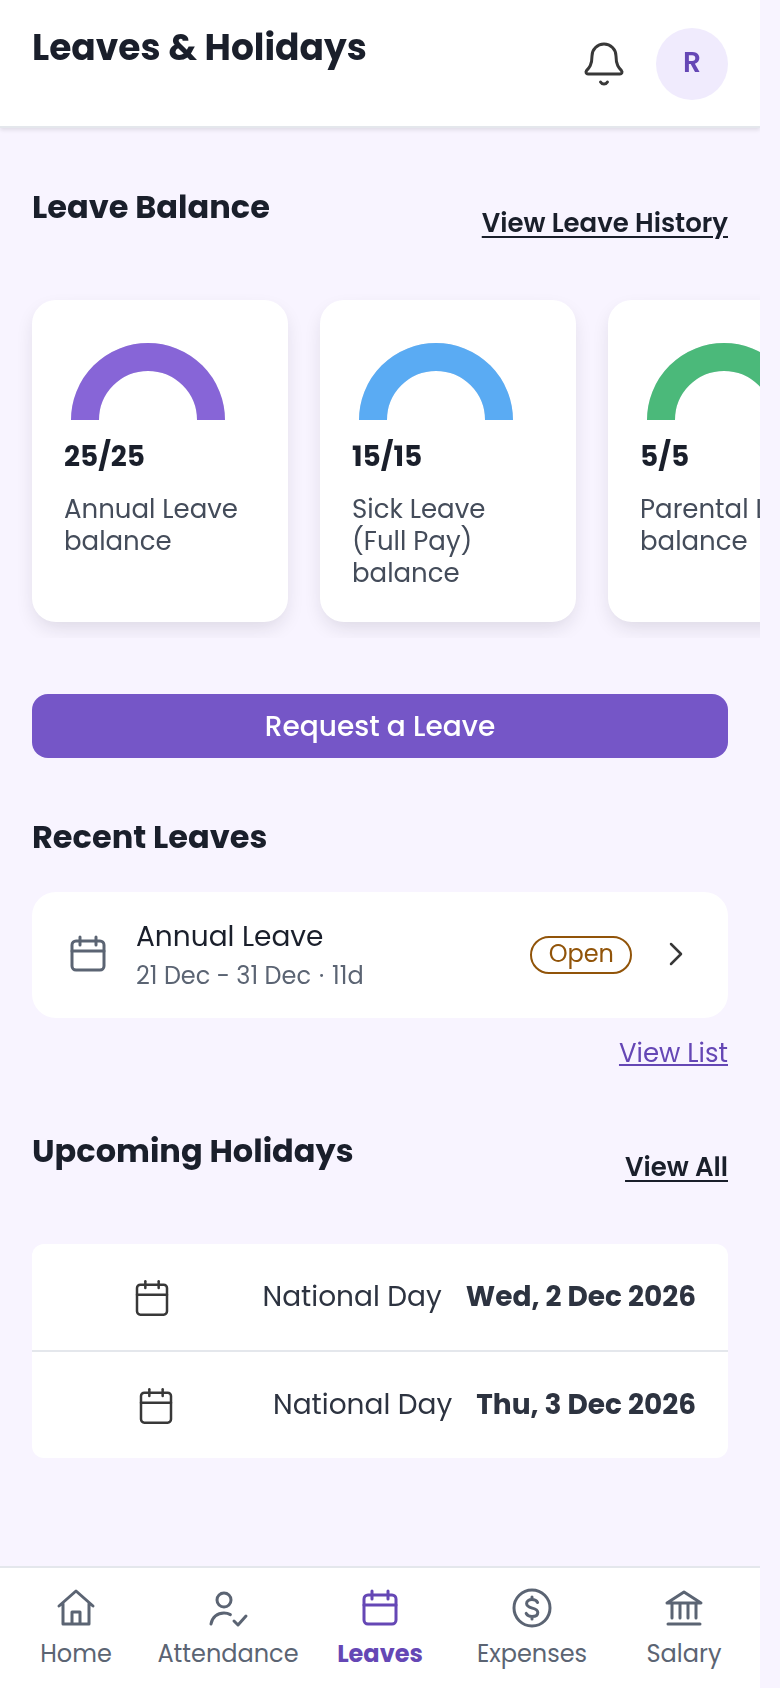 Leaves & Holidays
R
Leave Balance
View Leave History
25/25
Annual Leave
balance
15/15
Sick Leave
(Full Pay)
balance
5/5
Parental
balance
Request a Leave
Recent Leaves
Annual Leave
21 Dec - 31 Dec · 11d
Open
View List
Upcoming Holidays
View All
National Day Wed, 2 Dec 2026
National Day Thu, 3 Dec 2026
Home
Attendance
Leaves
Expenses
Salary